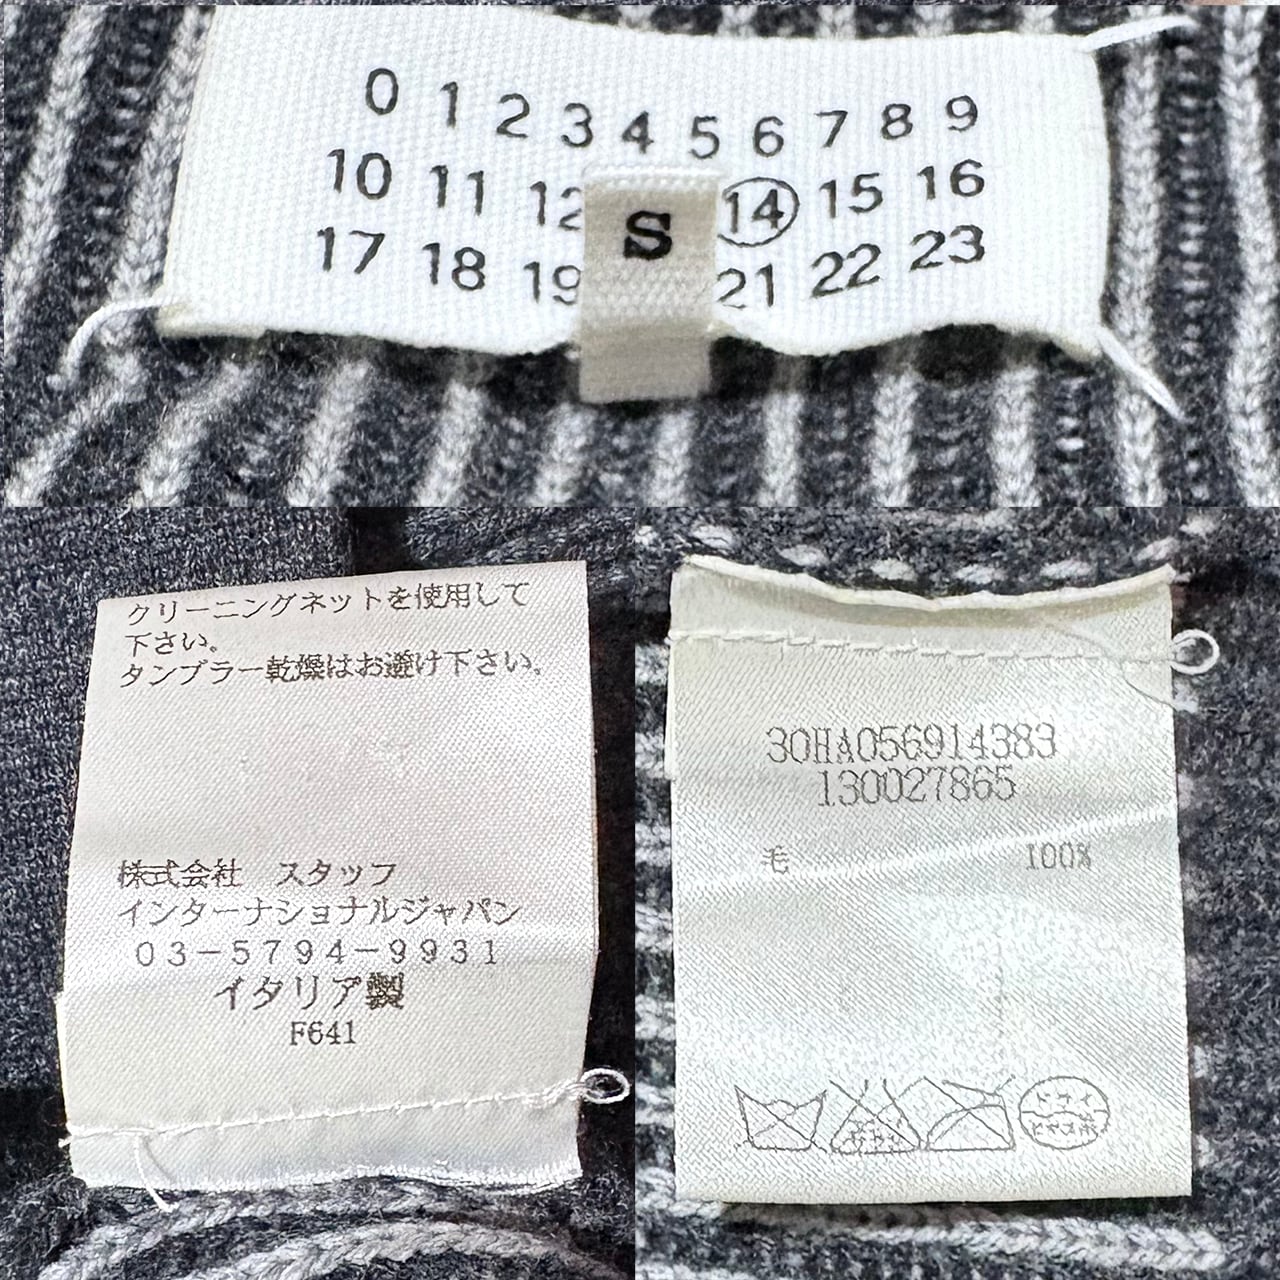 0 1 2 3 4 5 6 7 8 9
10 11 12 14 15 16
17 18 19 21 22 23
S
クリーニングネットを使用して
下さい。
タンブラー乾燥はお避け下さい。
株式会社 スタッフ
インターナショナルジャパン
03-5794-9931
イタリア製
F641
30HA056914383
130027865
毛 100%